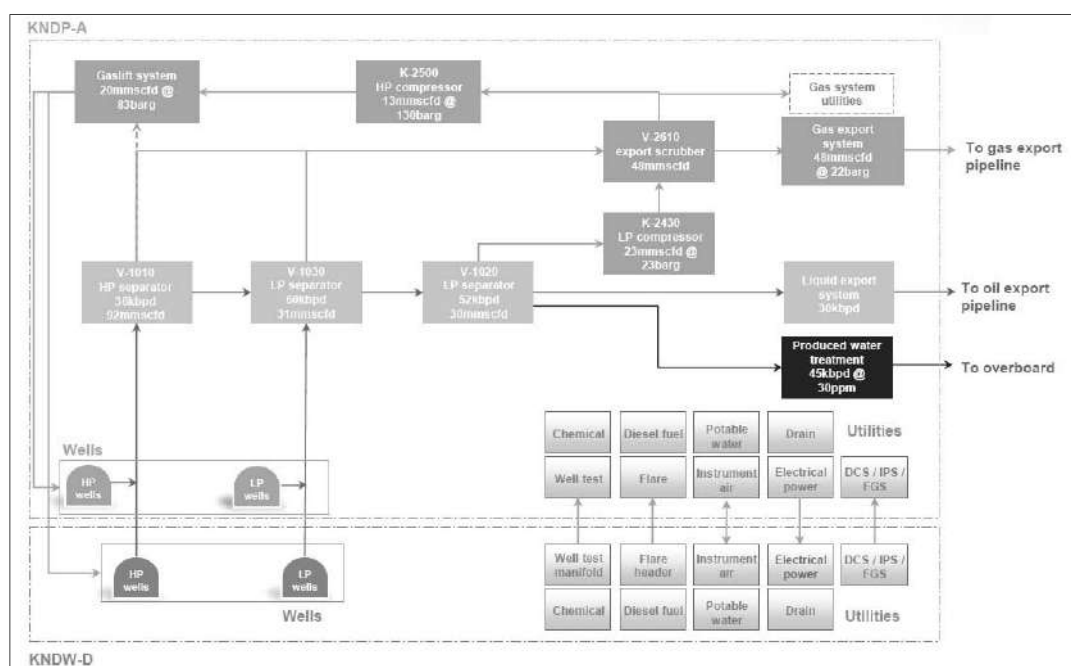 KNDP-A
Gaslift system
20mmscfd @
83barg
K-2500
HP compressor
13mmscfd @
130barg
Gas system
utilities
V-2610
export scrubber
48mmscfd
Gas export
system
48mmscfd
@ 22barg
To gas export
pipeline
K-2430
LP compressor
23mmscfd @
23barg
V-1010
HP separator
36kbpd
92mmscfd
V-1030
LP separator
60kbpd
31mmscfd
V-1020
LP separator
52kbpd
30mmscfd
Liquid export
system
30kbpd
To oil export
pipeline
Produced water
treatment
45kbpd @
30ppm
To overboard
Chemical
Diesel fuel
Potable
water
Drain
Utilities
Wells
HP
wells
LP
wells
Well test
Flare
Instrument
air
Electrical
power
DCS / IPS /
FGS
HP
wells
LP
wells
Wells
Well test
manifold
Flare
header
Instrument
air
Electrical
power
DCS / IPS /
FGS
Chemical
Diesel fuel
Potable
water
Drain
Utilities
KNDW-D